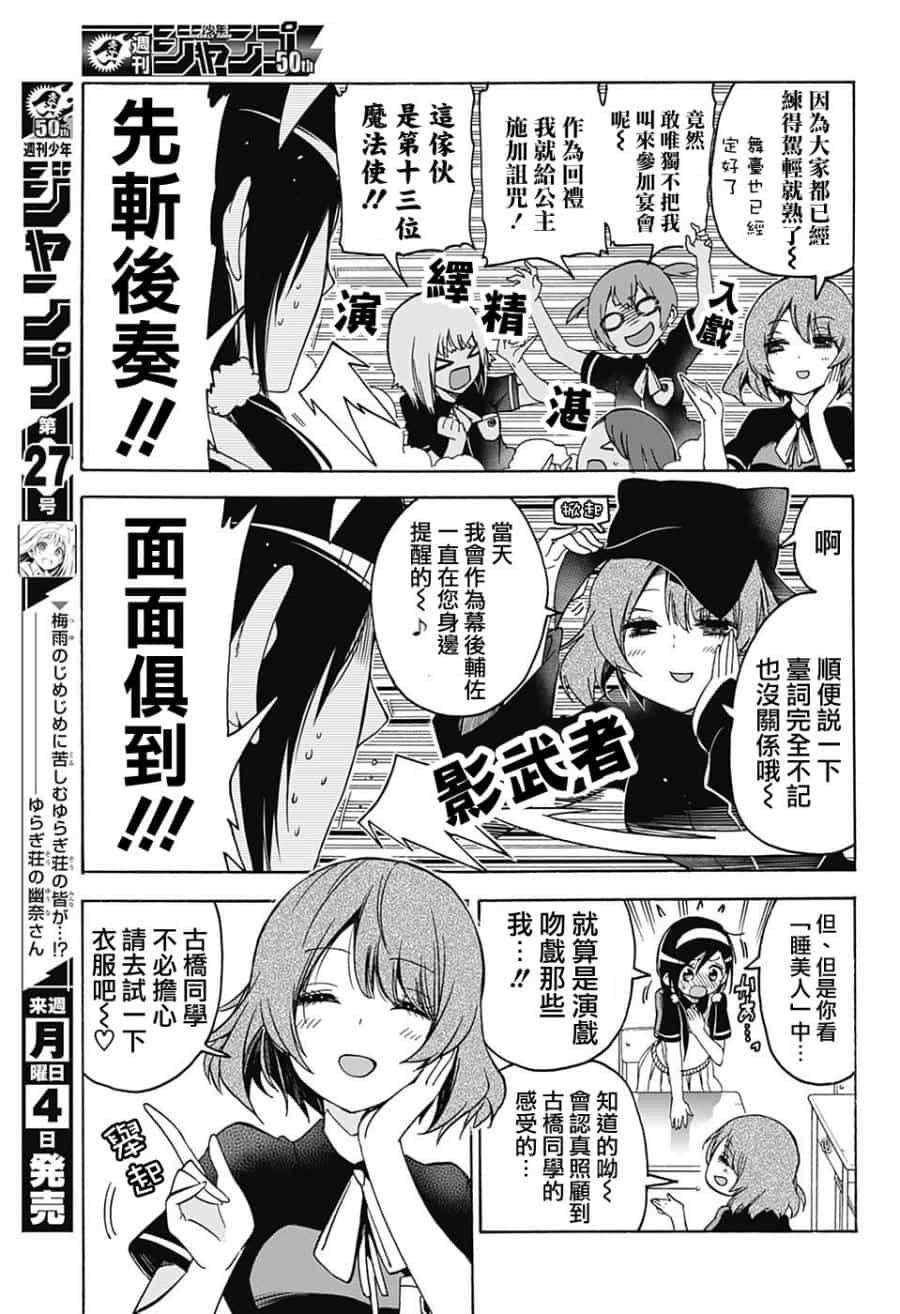 週刊
少年
ジャンプ
50th
50th
週刊少年
ジャンプ
第
27
号
▼梅雨のじめじめに苦しむゆらぎ荘の皆が…!?
ゆらぎ荘の幽奈さん
来週
月
曜日
4
日
発売
因為大家都已經
練得駕輕就熟了~
舞臺也已經
定好了
竟然
敢唯獨不把我
叫來參加宴會
呢~
作為回禮
我就給公主
施加詛咒!
這傢伙
是第十三位
魔法使!!
入戲
精
湛
演
繹
先斬後奏!!
啊
順便說一下
臺詞完全不記
也沒關係哦~
掀起
當天
我會作為幕後輔佐
一直在您身邊
提醒的~♪
影武者
面面俱到!!!
但、但是你看
「睡美人」中…
就算是演戲
吻戲那些
我…!!
知道的呦~
會認真照顧到
古橋同學的
感受的…
古橋同學
不必擔心
請去試一下
衣服吧~♡
舉起